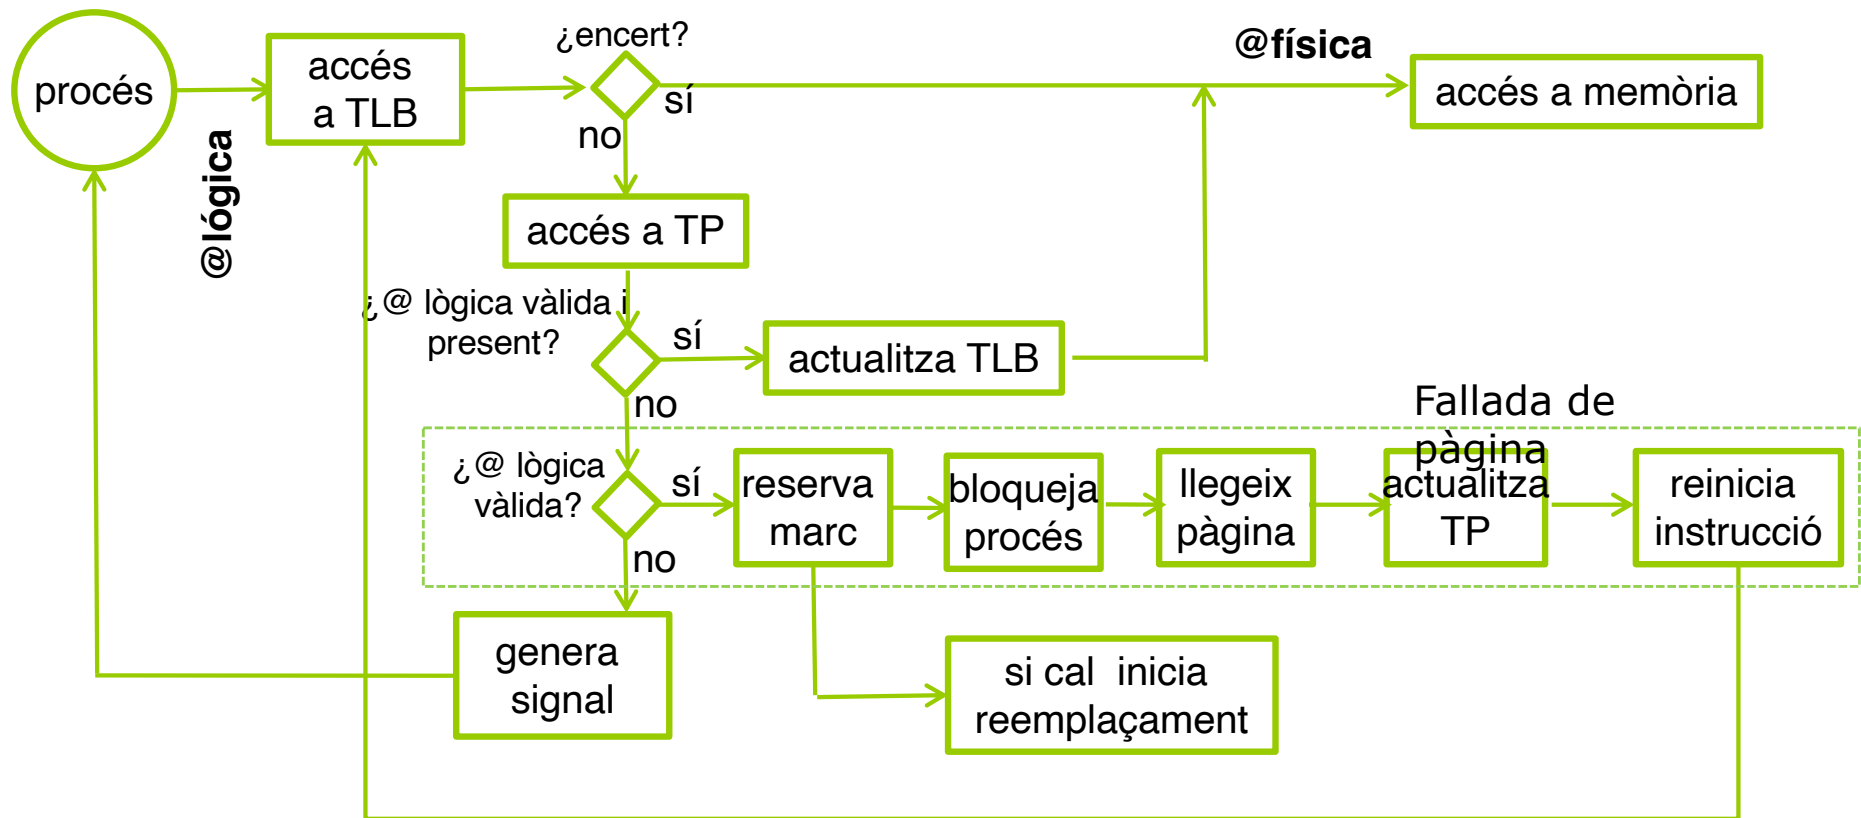 procés
@lógica
accés
a TLB
¿encert?
sí
no
@física
accés a memòria
accés a TP
¿@ lògica vàlida i
present?
sí
no
actualitza TLB
Fallada de
pàgina
¿@ lògica
vàlida?
sí
no
reserva
marc
bloqueja
procés
llegeix
pàgina
actualitza
TP
reinicia
instrucció
genera
signal
si cal  inicia
reemplaçament